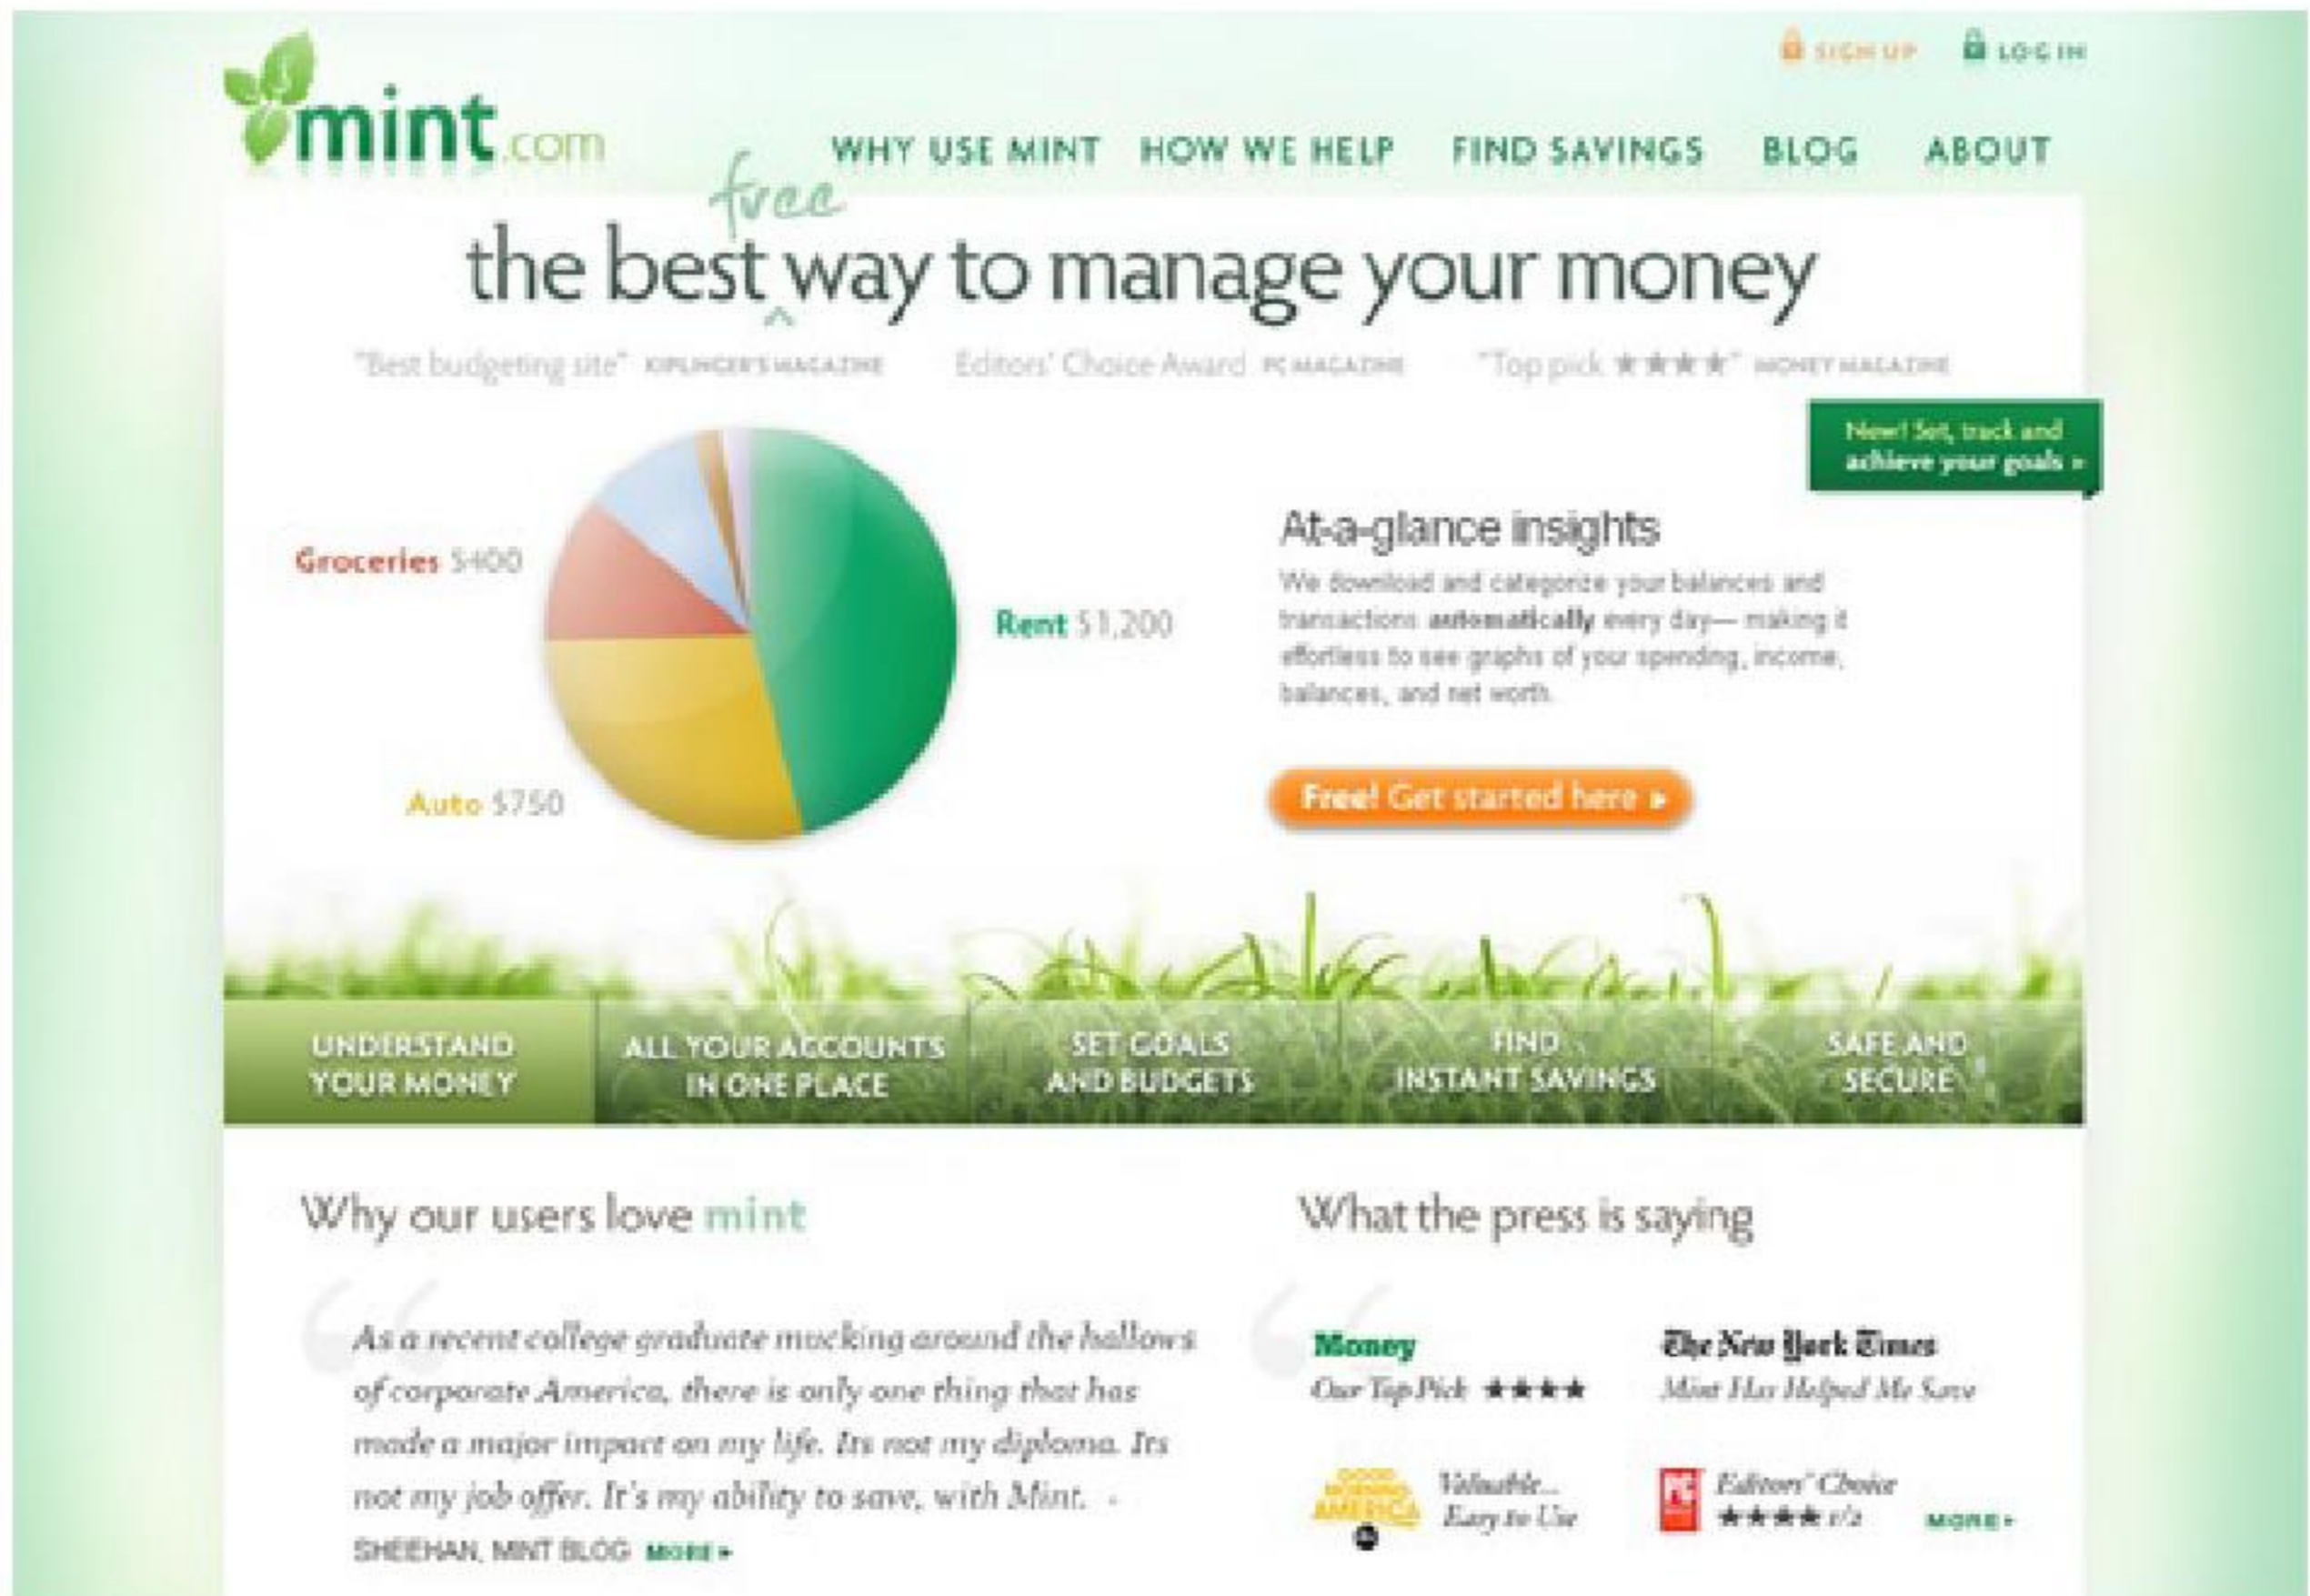 SIGN UP LOG IN
mint.com
WHY USE MINT HOW WE HELP FIND SAVINGS BLOG ABOUT
free
the best way to manage your money
^
"Best budgeting site" KIPLINGER'S MAGAZINE Editors' Choice Award PC MAGAZINE "Top pick ★★★★" MONEY MAGAZINE
New! Set, track and
achieve your goals »
Groceries $400
Rent $1,200
Auto $750
At-a-glance insights
We download and categorize your balances and
transactions automatically every day— making it
effortless to see graphs of your spending, income,
balances, and net worth.
Free! Get started here ▸
UNDERSTAND
YOUR MONEY
ALL YOUR ACCOUNTS
IN ONE PLACE
SET GOALS
AND BUDGETS
FIND
INSTANT SAVINGS
SAFE AND
SECURE
Why our users love mint
As a recent college graduate mucking around the hallows
of corporate America, there is only one thing that has
made a major impact on my life. Its not my diploma. Its
not my job offer. It's my ability to save, with Mint. -
SHEEHAN, MINT BLOG MORE ▸
What the press is saying
Money
Our Top Pick ★★★★
The New York Times
Mint Has Helped Me Save
GOOD
MORNING
AMERICA
Valuable...
Easy to Use
PC
Editors' Choice
★★★★ 1/2
MORE ▸